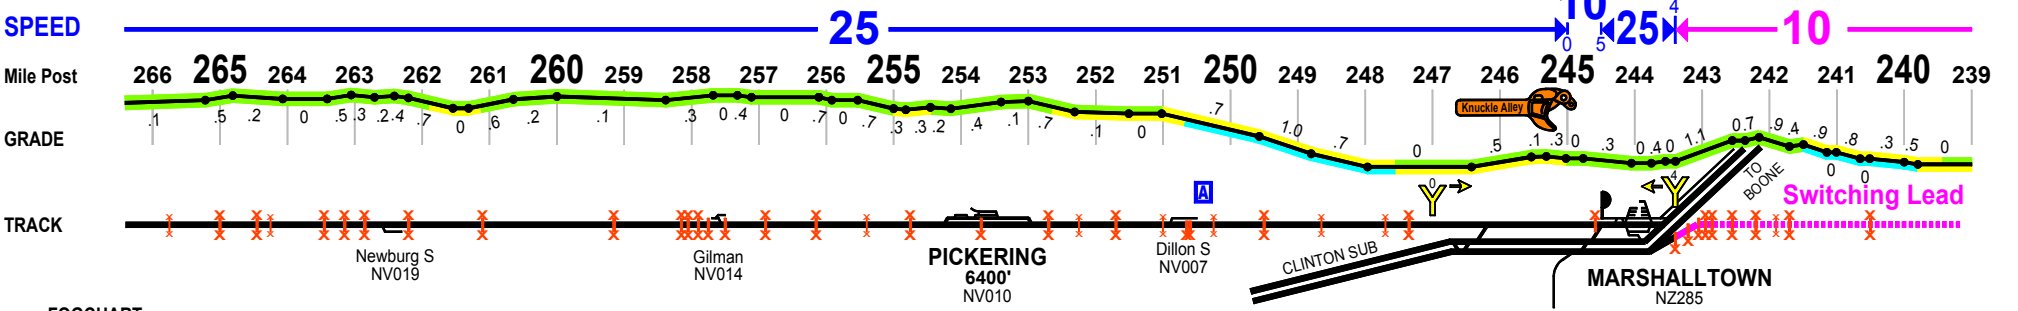 SPEED 25 10 25 4 10
0 5
Mile Post 266 265 264 263 262 261 260 259 258 257 256 255 254 253 252 251 250 249 248 247 246 245 244 243 242 241 240 239
Knuckle Alley
GRADE .1 .5 .2 0 .5 .3 .2 .4 .7 0 .6 .2 .1 .3 0 .4 0 .7 0 .7 .3 .3 .2 .4 .1 .7 .1 0 .7 1.0 .7 0 .5 .1 .3 0 .3 0 .4 0 1.1 0.7 .9 .4 .9 0 .8 0 .3 .5 0
A Y 0 Y 4
TO
BOONE
Switching Lead
TRACK
Newburg S
NV019
Gilman
NV014
PICKERING
6400'
NV010
Dillon S
NV007
CLINTON SUB
MARSHALLTOWN
NZ285